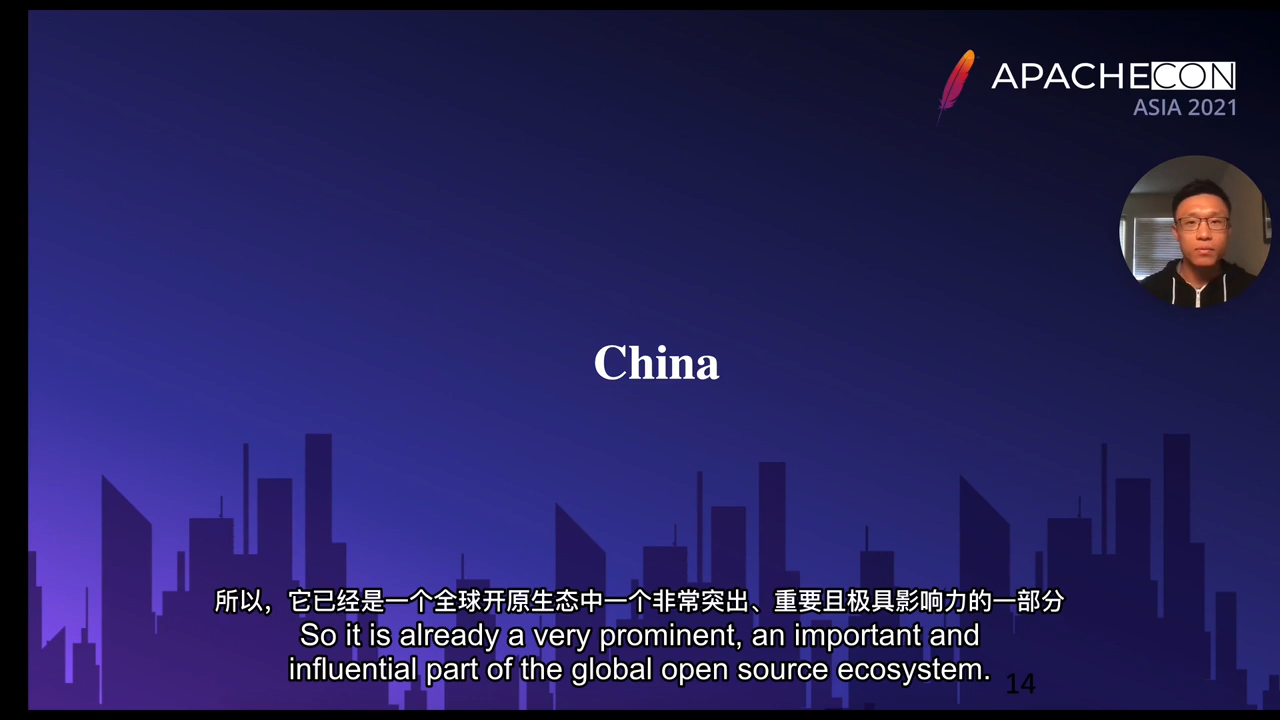 APACHECON
ASIA 2021
China
所以，它已经是一个全球开原生态中一个非常突出、重要且极具影响力的一部分
So it is already a very prominent, an important and
influential part of the global open source ecosystem.
14